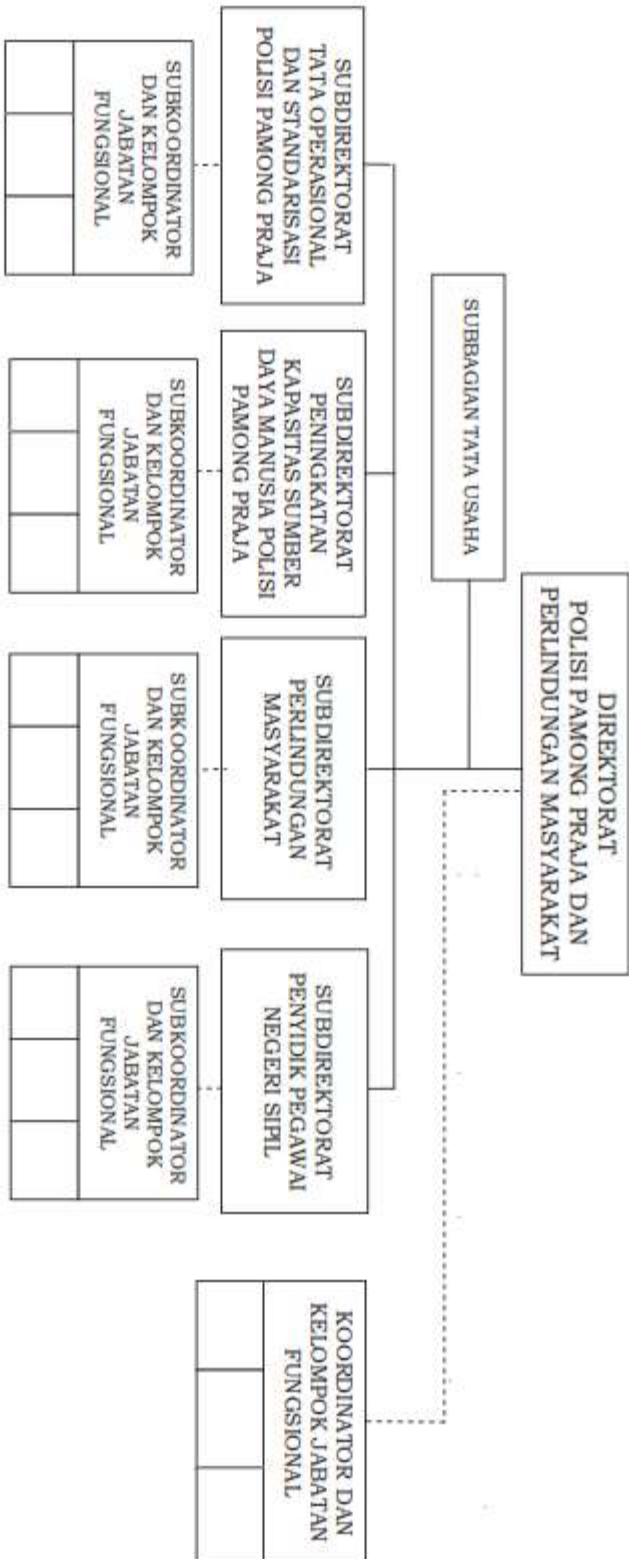 DIREKTORAT
POLISI PAMONG PRAJA DAN
PERLINDUNGAN MASYARAKAT
SUBBAGIAN TATA USAHA
SUBDIREKTORAT
TATA OPERASIONAL
DAN STANDARISASI
POLISI PAMONG PRAJA
SUBDIREKTORAT
PENINGKATAN
KAPASITAS SUMBER
DAYA MANUSIA POLISI
PAMONG PRAJA
SUBDIREKTORAT
PERLINDUNGAN
MASYARAKAT
SUBDIREKTORAT
PENYIDIK PEGAWAI
NEGERI SIPIL
KOORDINATOR DAN
KELOMPOK JABATAN
FUNGSIONAL
SUBKOORDINATOR
DAN KELOMPOK
JABATAN
FUNGSIONAL
SUBKOORDINATOR
DAN KELOMPOK
JABATAN
FUNGSIONAL
SUBKOORDINATOR
DAN KELOMPOK
JABATAN
FUNGSIONAL
SUBKOORDINATOR
DAN KELOMPOK
JABATAN
FUNGSIONAL